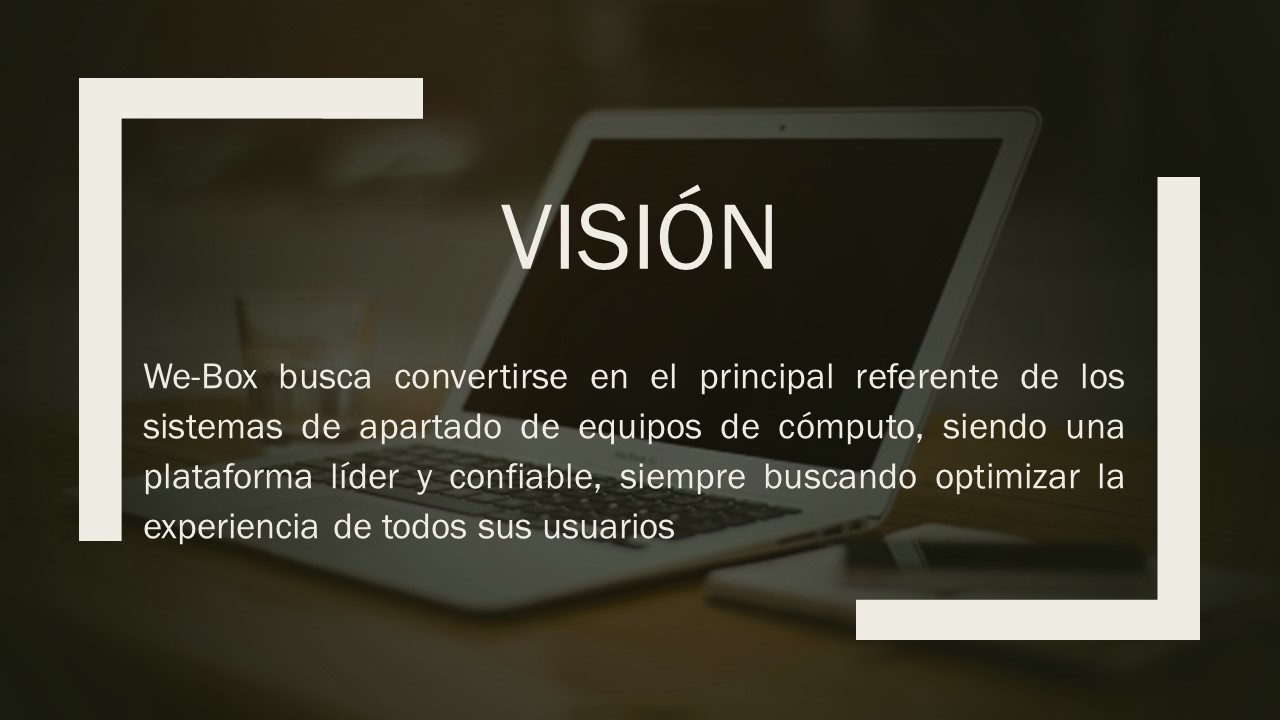 VISIÓN
We-Box busca convertirse en el principal referente de los
sistemas de apartado de equipos de cómputo, siendo una
plataforma líder y confiable, siempre buscando optimizar la
experiencia de todos sus usuarios